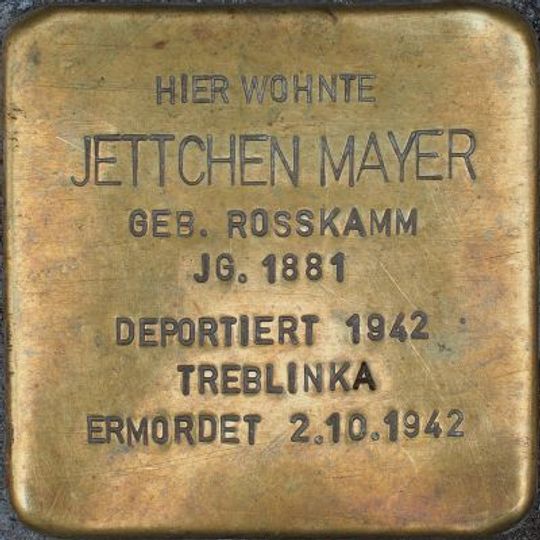 HIER WOHNTE
JETTCHEN MAYER
GEB. ROSSKAMM
JG. 1881
DEPORTIERT 1942
TREBLINKA
ERMORDET 2.10.1942